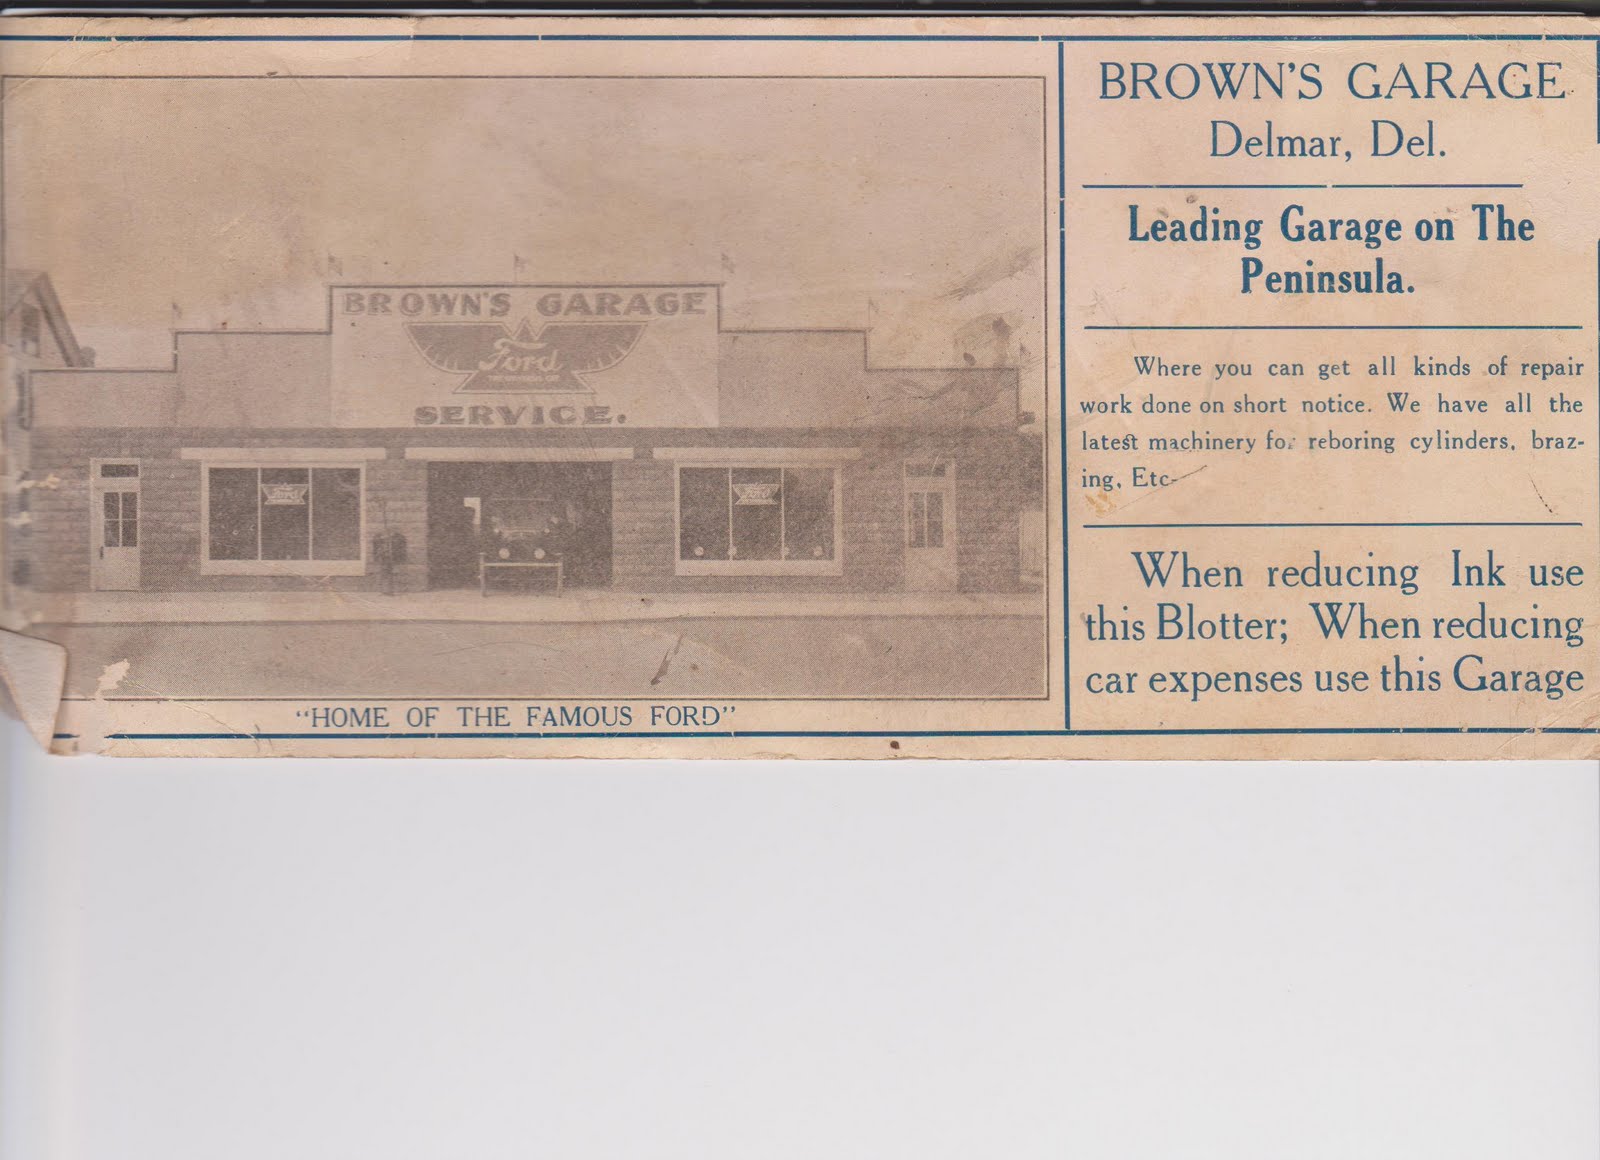 BROWN'S GARAGE
Ford
SERVICE.
Ford
Ford
"HOME OF THE FAMOUS FORD"
BROWN'S GARAGE
Delmar, Del.
Leading Garage on The
Peninsula.
Where you can get all kinds of repair
work done on short notice. We have all the
latest machinery for reboring cylinders, braz-
ing, Etc-
When reducing Ink use
this Blotter; When reducing
car expenses use this Garage